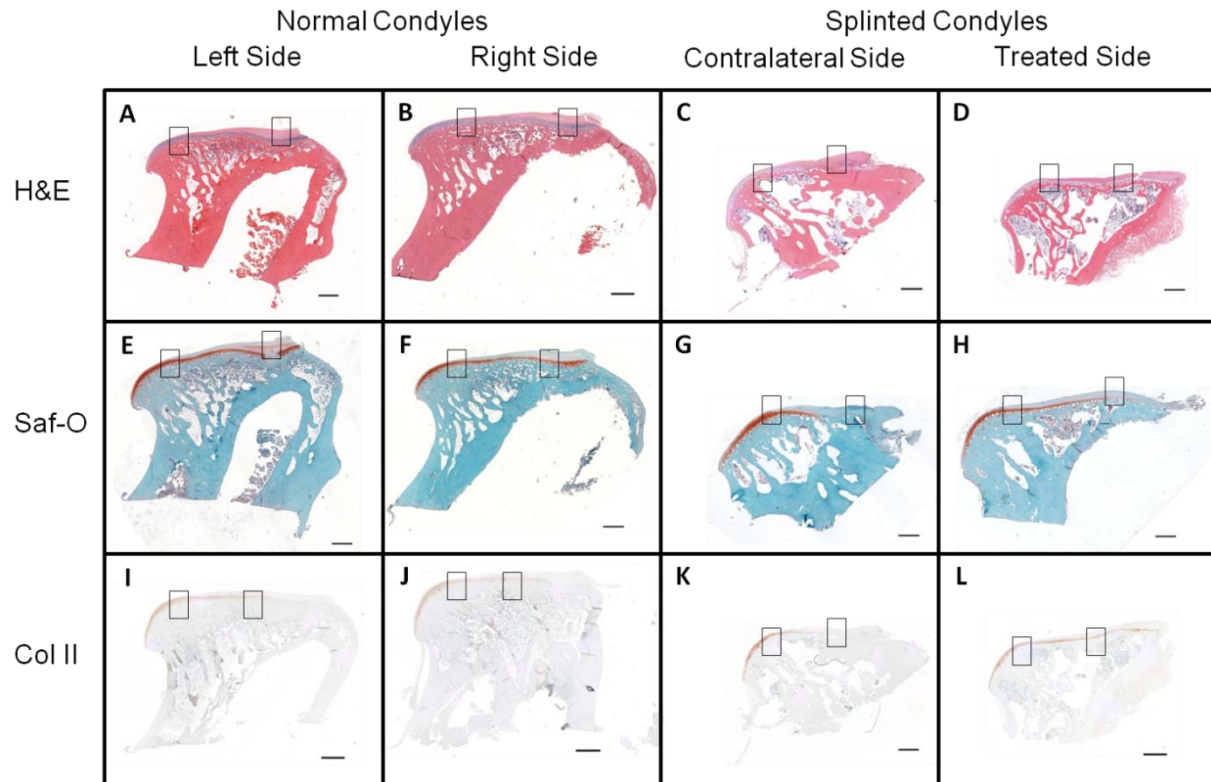 Normal Condyles Splinted Condyles
Left Side Right Side Contralateral Side Treated Side
H&E A B C D
Saf-O E F G H
Col II I J K L